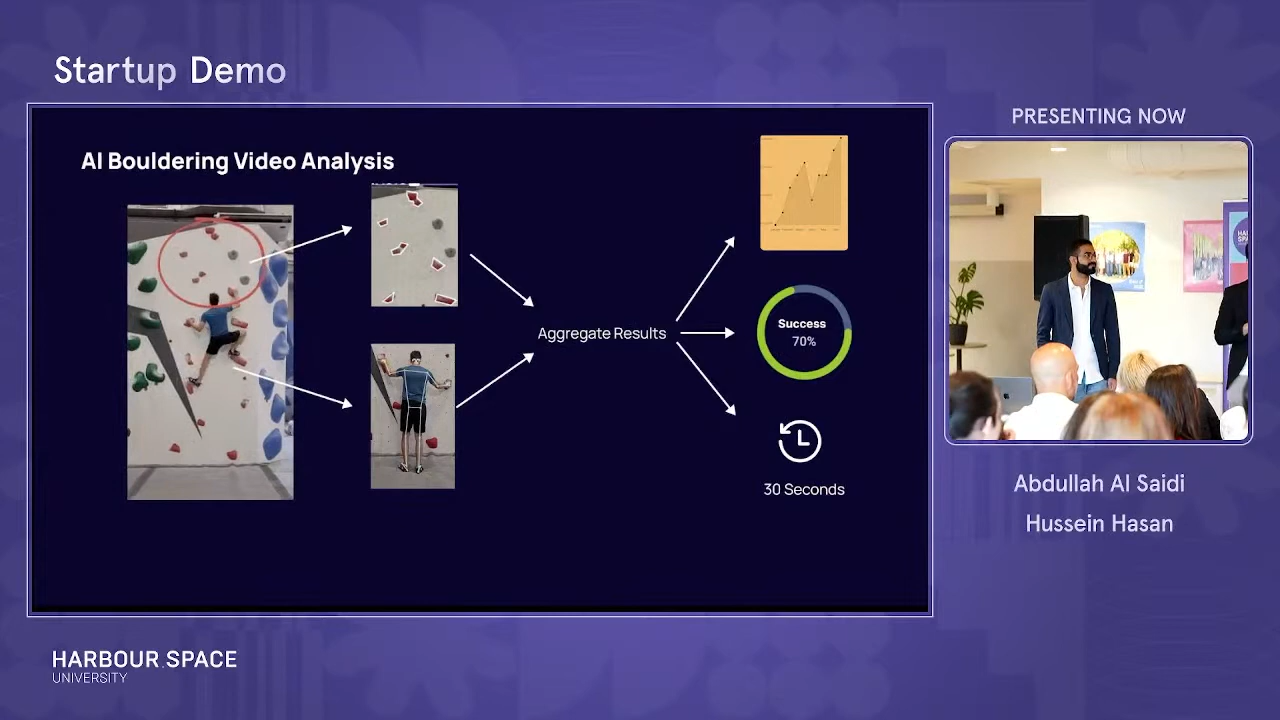 Startup Demo
PRESENTING NOW
AI Bouldering Video Analysis
Aggregate Results
Success
70%
30 Seconds
Abdullah Al Saidi
Hussein Hasan
HARBOUR.SPACE
UNIVERSITY